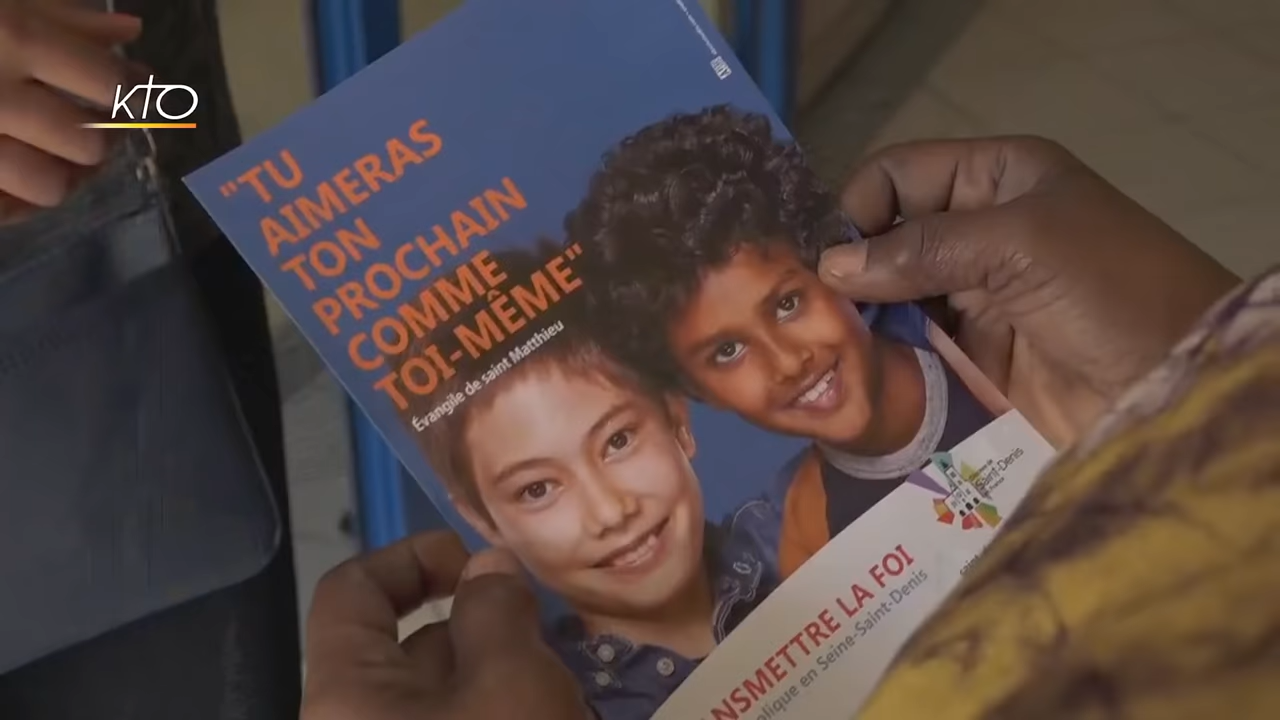 KTO
"TU
AIMERAS
TON
PROCHAIN
COMME
TOI-MÊME"
Évangile de saint Matthieu
Saint-Denis
ANSMETTRE LA FOI
olique en Seine-Saint-Denis